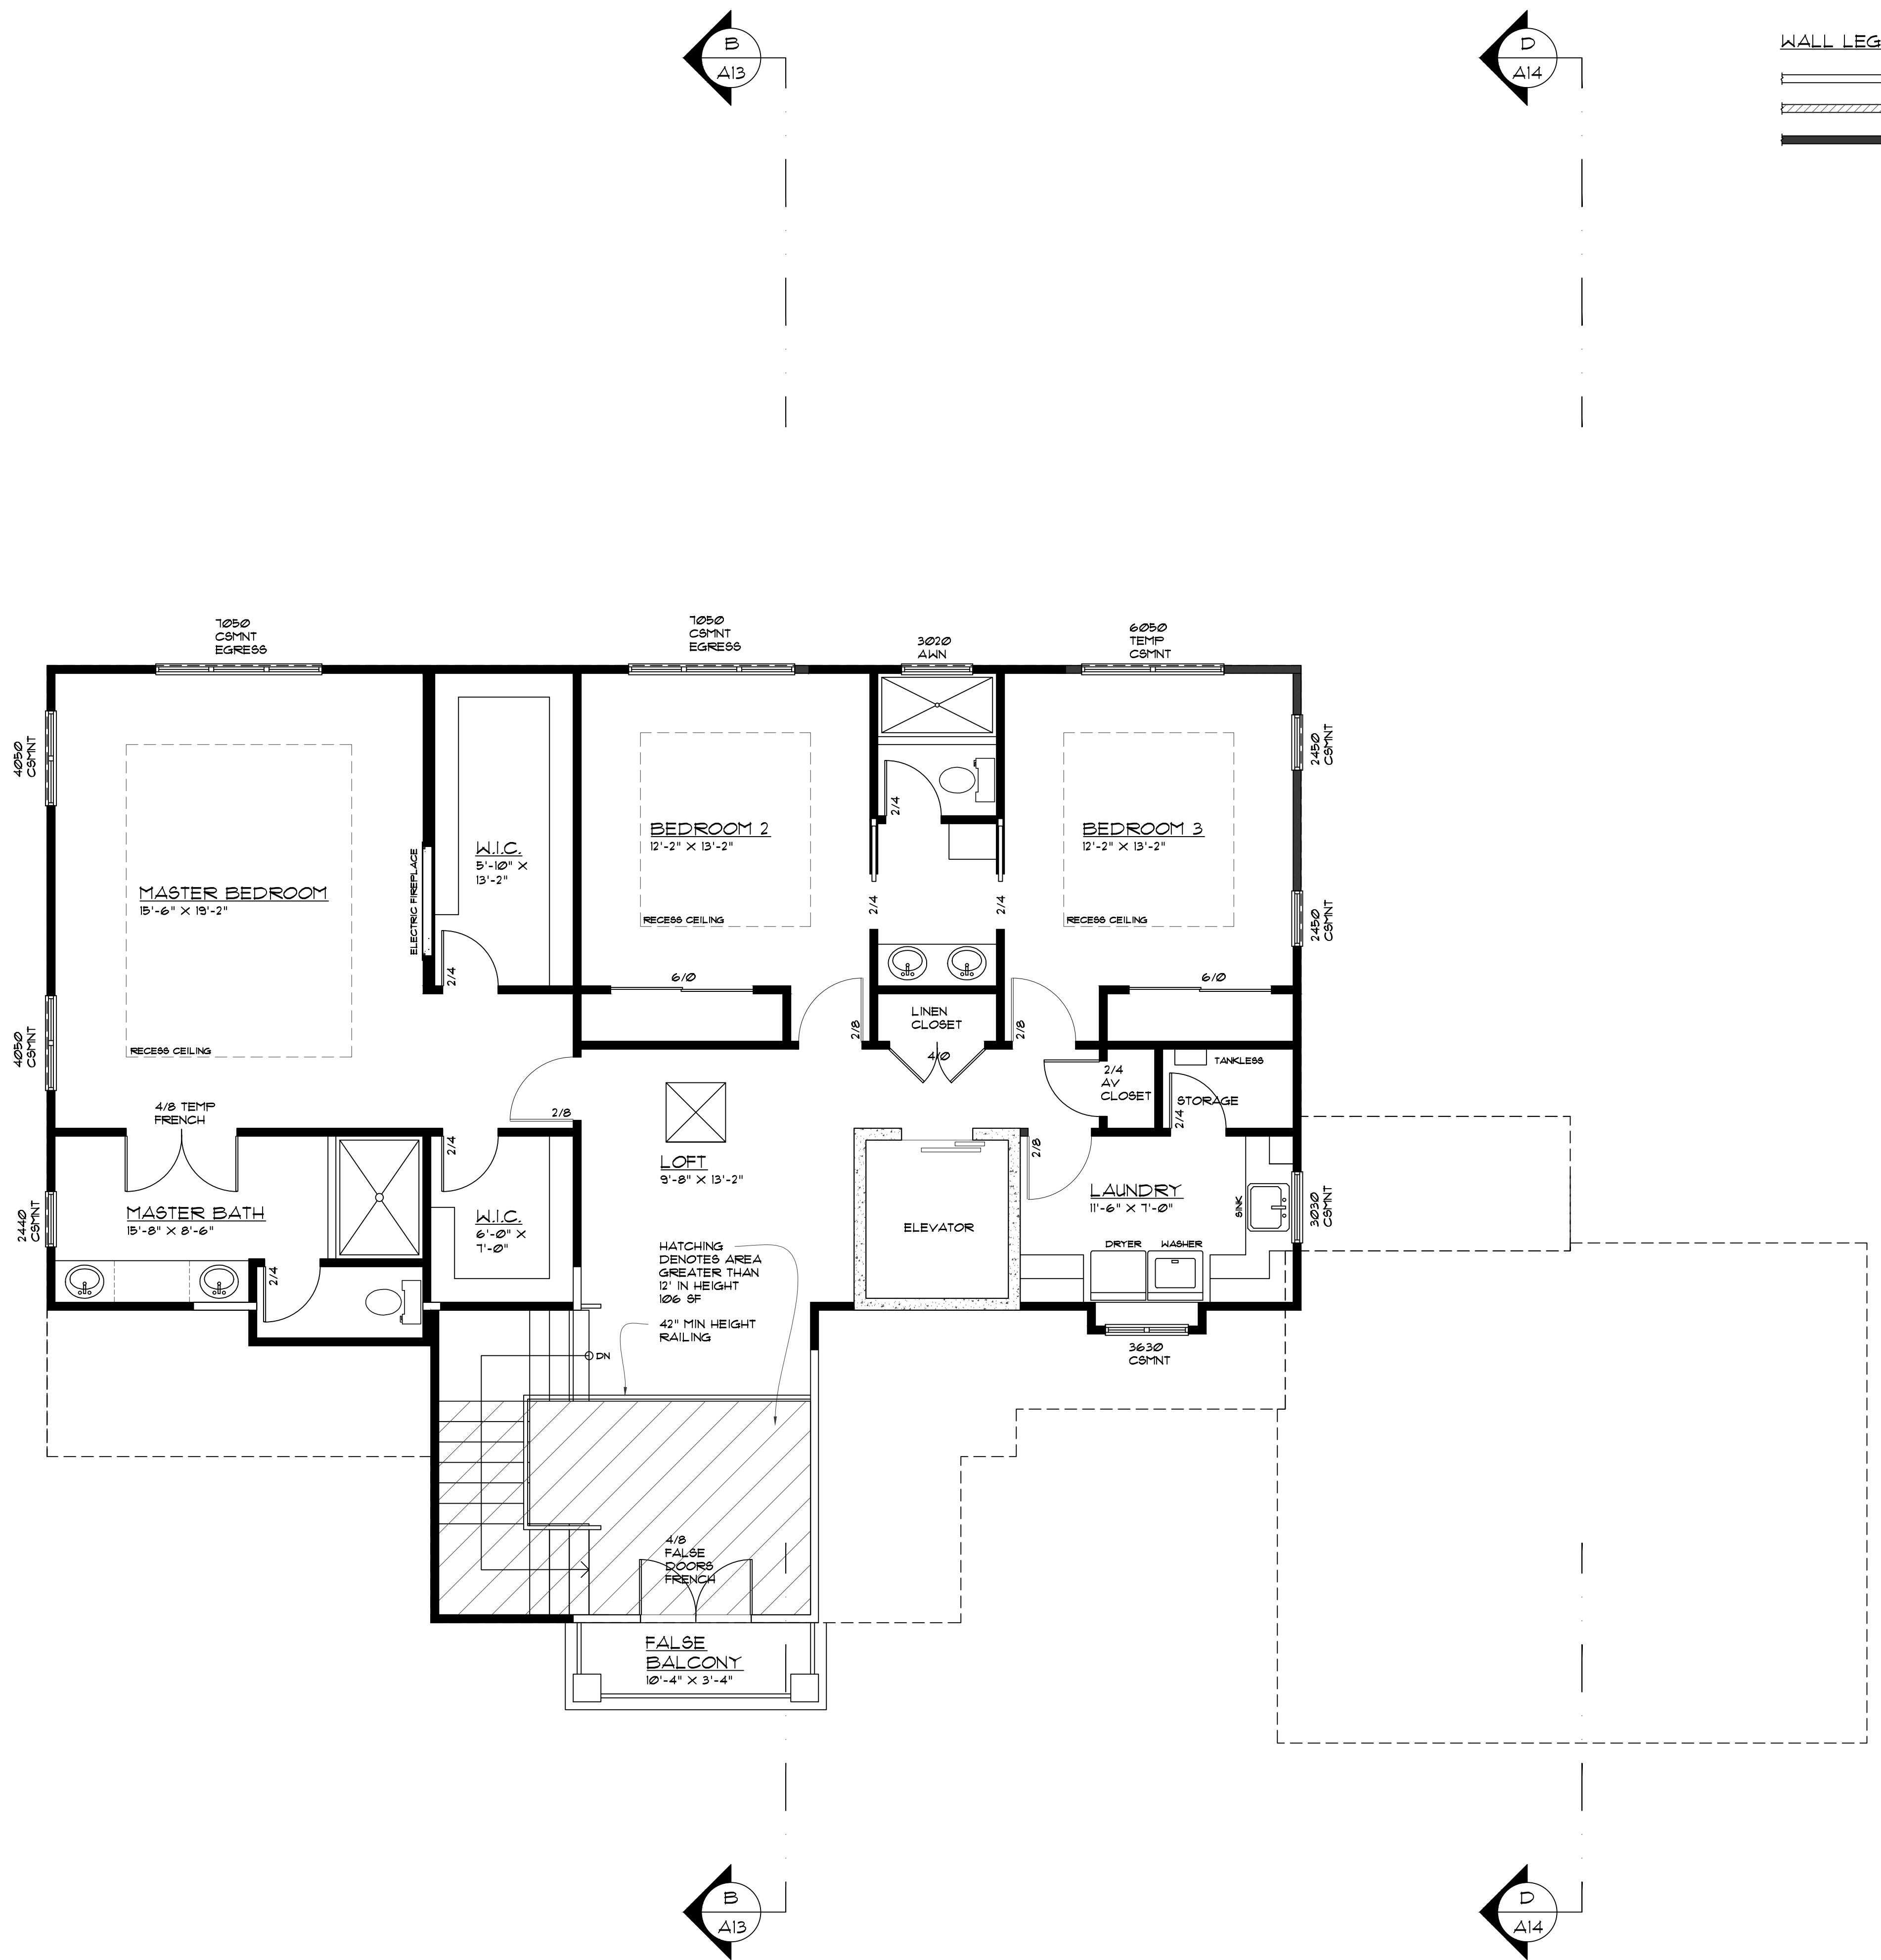 B
A13
D
A14
WALL LEG
7050
CSMNT
EGRESS
7050
CSMNT
EGRESS
3020
AWN
6050
TEMP
CSMNT
4050
CSMNT
2450
CSMNT
MASTER BEDROOM
15'-6" X 19'-2"
ELECTRIC FIREPLACE
W.I.C.
5'-10" X
13'-2"
2/4
BEDROOM 2
12'-2" X 13'-2"
RECESS CEILING
6/0
2/4
2/4
2/4
BEDROOM 3
12'-2" X 13'-2"
RECESS CEILING
6/0
2450
CSMNT
4050
CSMNT
RECESS CEILING
2/8
LINEN
CLOSET
4/0
2/8
2/4
AV
CLOSET
TANKLESS
STORAGE
2/4
4/8 TEMP
FRENCH
2/8
2/4
2440
CSMNT
MASTER BATH
15'-8" X 8'-6"
2/4
W.I.C.
6'-0" X
7'-0"
LOFT
9'-8" X 13'-2"
ELEVATOR
2/8
LAUNDRY
11'-6" X 7'-0"
SINK
3030
CSMNT
DRYER
WASHER
HATCHING
DENOTES AREA
GREATER THAN
12' IN HEIGHT
106 SF
42" MIN HEIGHT
RAILING
DN
3630
CSMNT
4/8
FALSE
DOORS
FRENCH
FALSE
BALCONY
10'-4" X 3'-4"
B
A13
D
A14